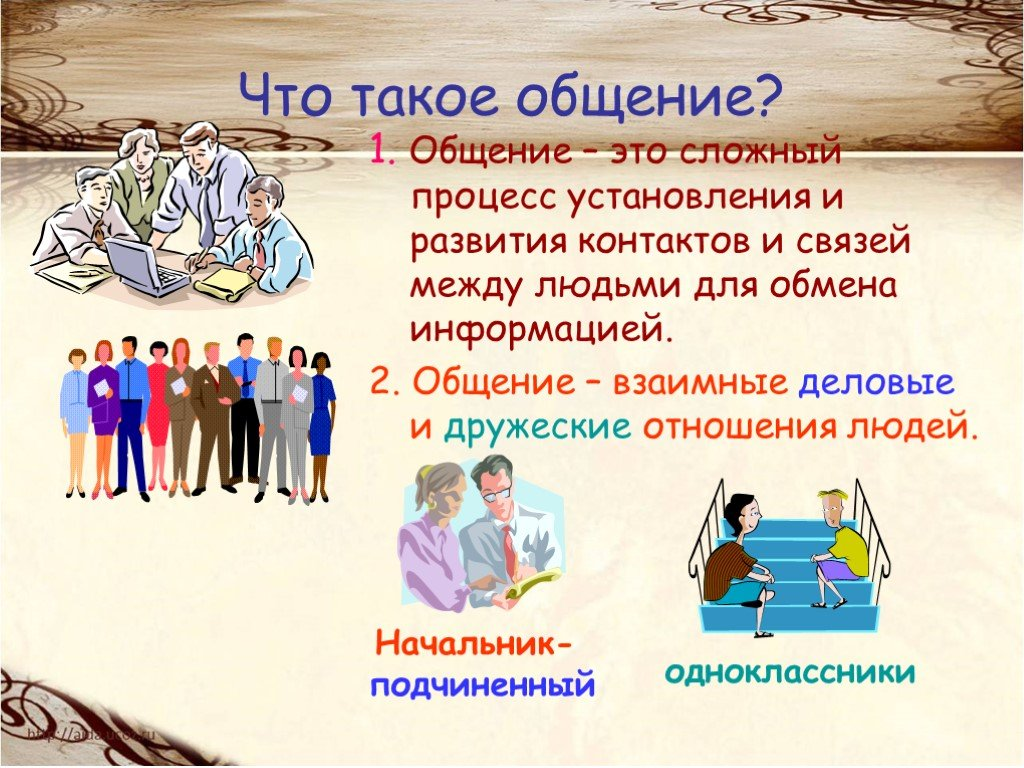 Что такое общение?
1. Общение – это сложный
процесс установления и
развития контактов и связей
между людьми для обмена
информацией.
2. Общение – взаимные деловые
и дружеские отношения людей.
Начальник-
подчиненный
одноклассники